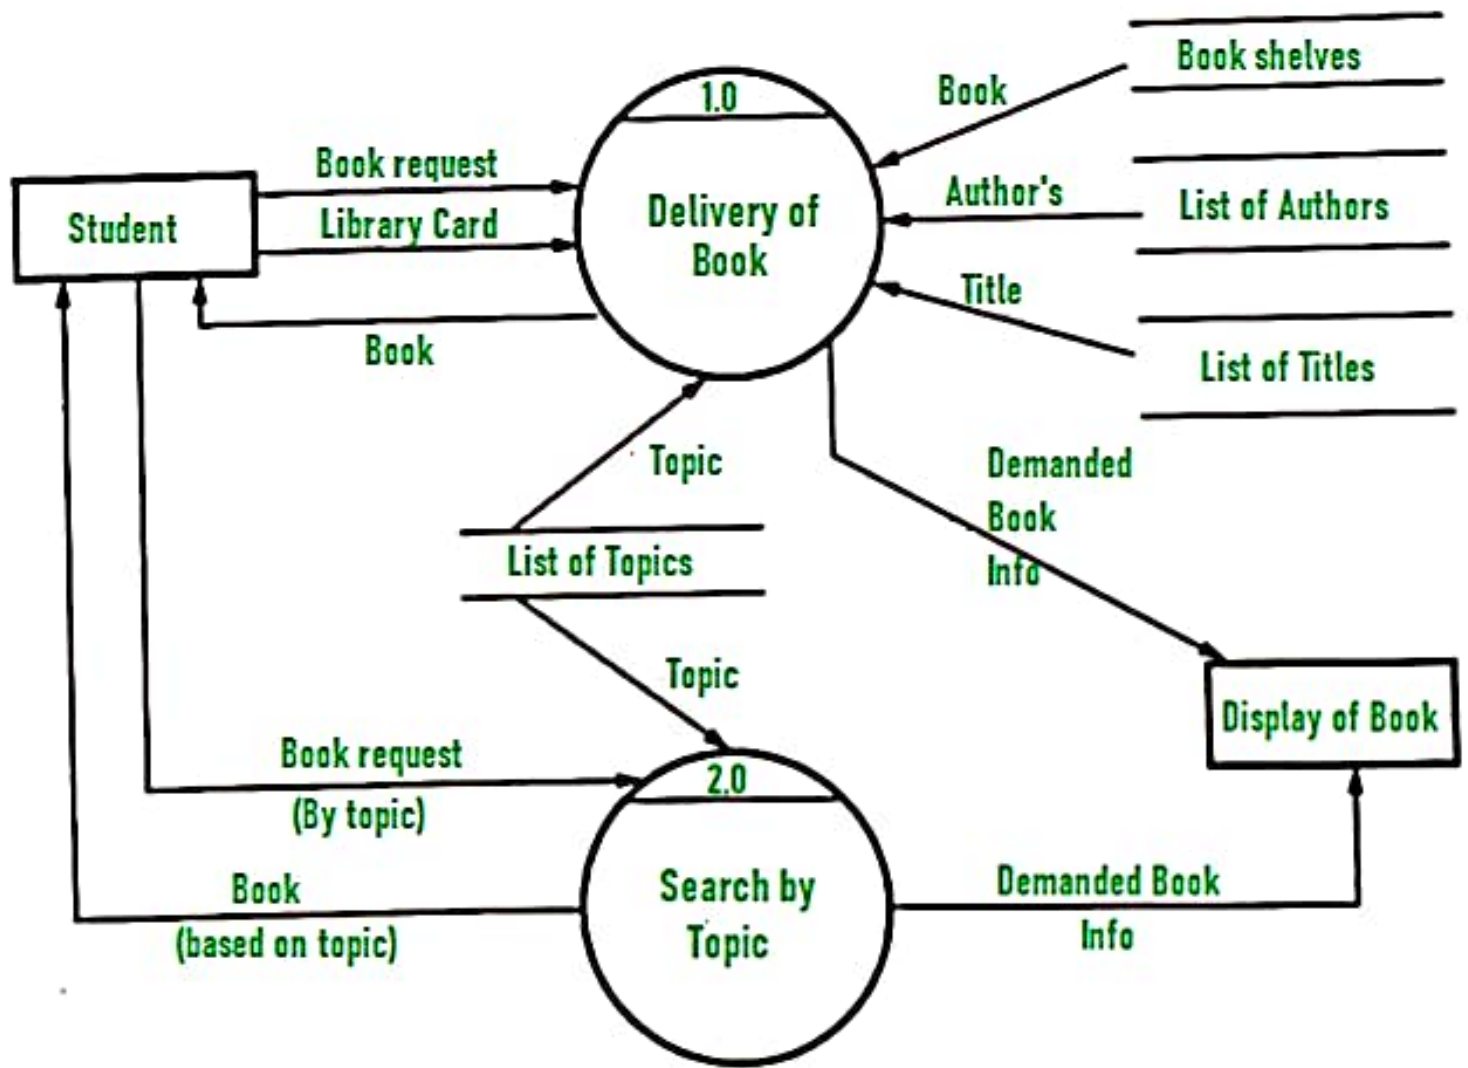 1.0
Book shelves
Book
Book request
Author's
List of Authors
Student
Library Card
Delivery of
Book
Title
Book
List of Titles
Topic
Demanded
Book
Info
List of Topics
Topic
Display of Book
Book request
(By topic)
2.0
Book
(based on topic)
Search by
Topic
Demanded Book
Info